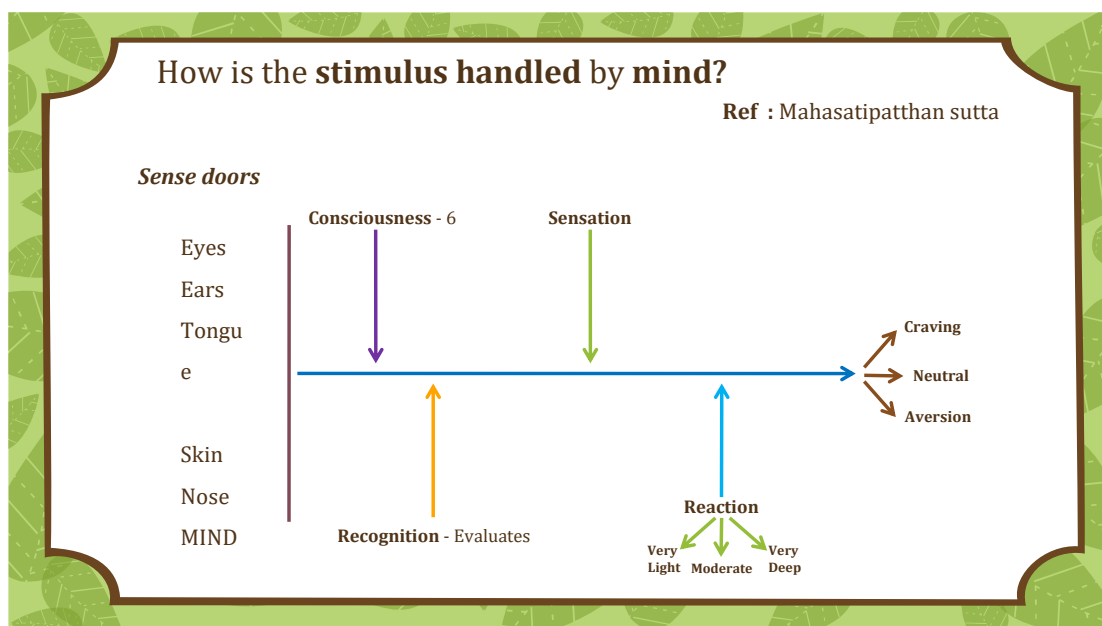 How is the stimulus handled by mind?
Ref : Mahasatipatthan sutta
Sense doors
Eyes
Ears
Tongu
e
Skin
Nose
MIND
Consciousness - 6
Sensation
Recognition - Evaluates
Reaction
Very
Light
Moderate
Very
Deep
Craving
Neutral
Aversion